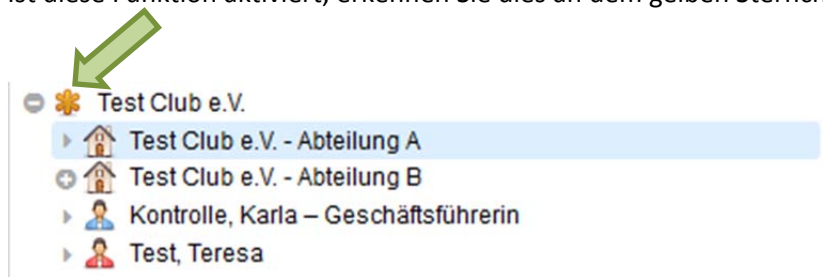 ist diese Funktion aktiviert, erkennen Sie dies an dem gelben
Test Club e.V.
Test Club e.V. - Abteilung A
Test Club e.V. - Abteilung B
Kontrolle, Karla – Geschäftsführerin
Test, Teresa